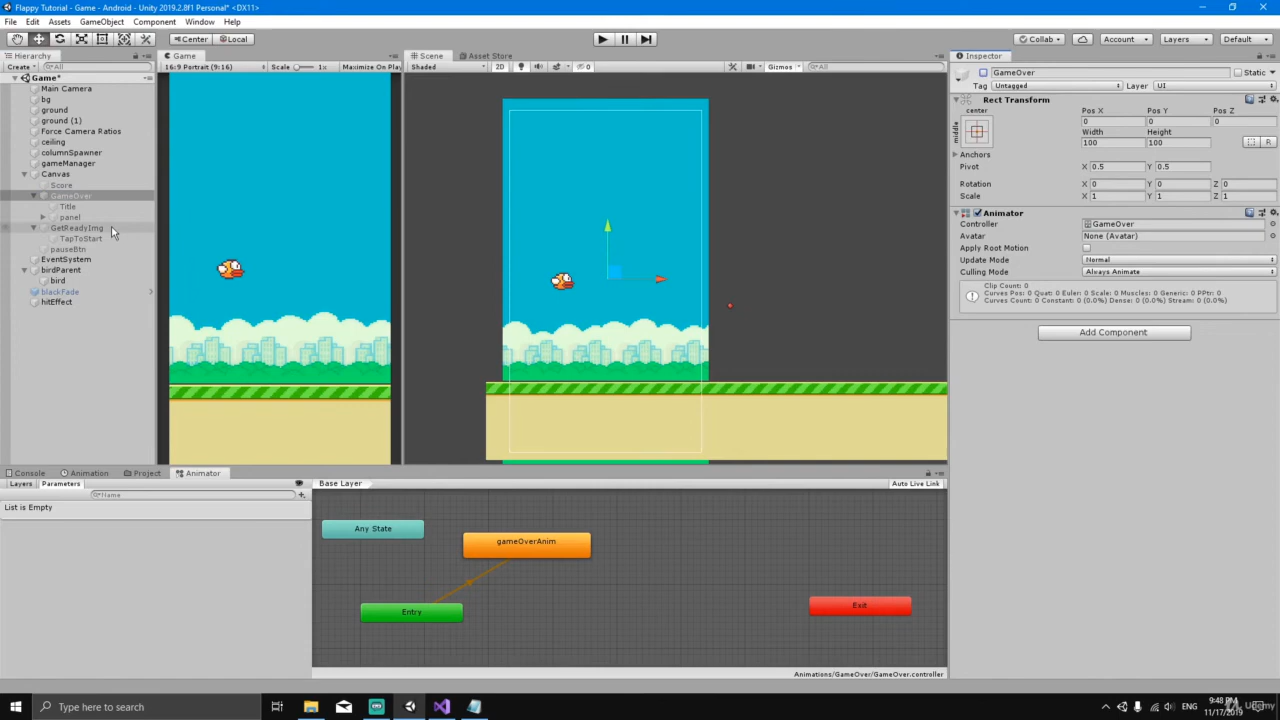 Flappy Tutorial - Game - Android - Unity 2019.2.8f1 Personal* <DX11>
File Edit Assets GameObject Component Window Help
Center Local Collab Account Layers Default
Hierarchy Game Scene Asset Store Inspector
Create All 16:9 Portrait (9:16) Scale 1x Maximize On Play Shaded 2D 0 Gizmos All GameOver Static
Game*
Tag Untagged Layer UI
Main Camera
bg
ground
ground (1)
Force Camera Ratios
ceiling
columnSpawner
gameManager
Canvas
Score
GameOver
Title
panel
GetReadyImg
TapToStart
pauseBtn
EventSystem
birdParent
bird
blackFade
hitEffect
Rect Transform
center Pos X Pos Y Pos Z
middle 0 0 0
Width Height
100 100 R
Anchors
Pivot X 0.5 Y 0.5
Rotation X 0 Y 0 Z 0
Scale X 1 Y 1 Z 1
Animator
Controller GameOver
Avatar None (Avatar)
Apply Root Motion
Update Mode Normal
Culling Mode Always Animate
Clip Count: 0
Curves Pos: 0 Quat: 0 Euler: 0 Scale: 0 Muscles: 0 Generic: 0 PPtr: 0
Curves Count: 0 Constant: 0 (0.0%) Dense: 0 (0.0%) Stream: 0 (0.0%)
Add Component
Console Animation Project Animator
Layers Parameters Base Layer Auto Live Link
Name
List is Empty
Any State
gameOverAnim
Entry
Exit
Animations/GameOver/GameOver.controller
Type here to search
9:48 PM
11/17/2019
Udemy